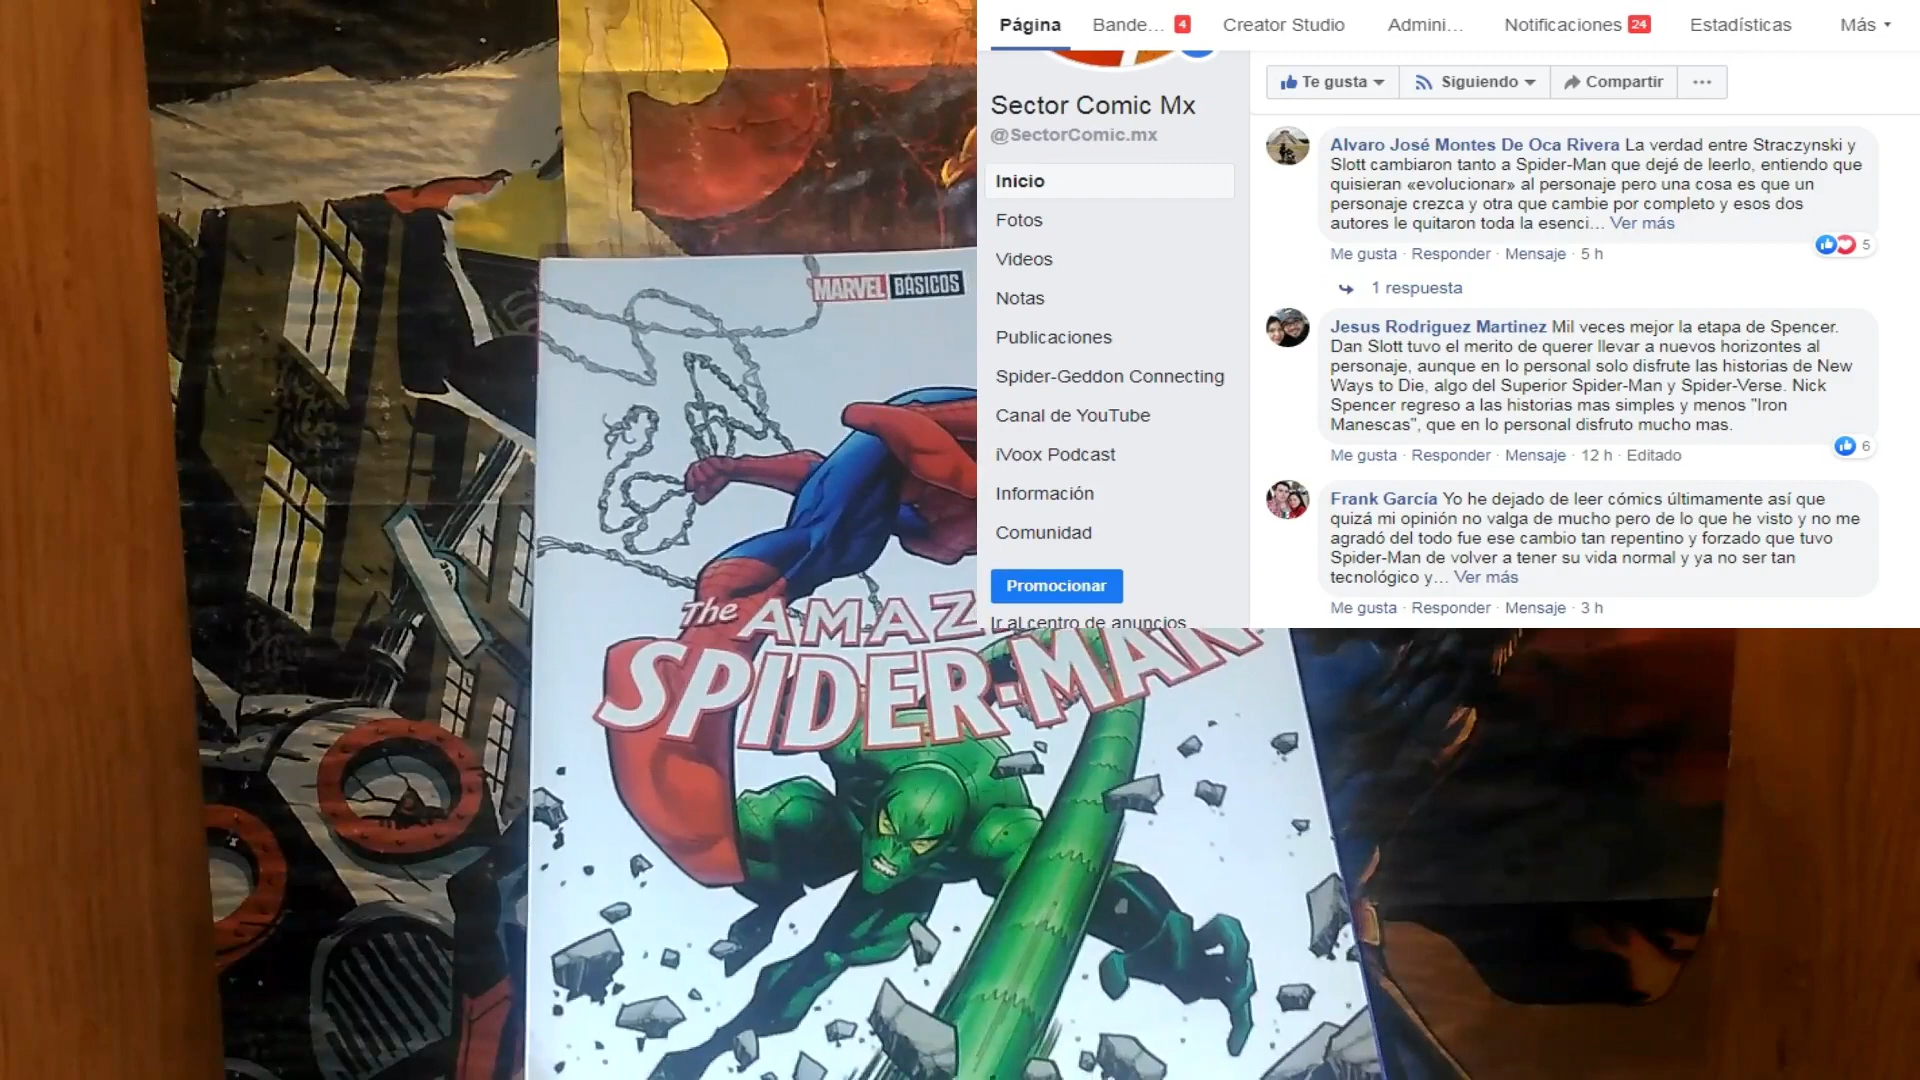 Página
Bande... 4
Creator Studio
Admini...
Notificaciones 24
Estadísticas
Más
Te gusta
Siguiendo
Compartir
Sector Comic Mx
@SectorComic.mx
Inicio
Fotos
Videos
Notas
Publicaciones
Spider-Geddon Connecting
Canal de YouTube
iVoox Podcast
Información
Comunidad
Promocionar
Ir al centro de anuncios
Alvaro José Montes De Oca Rivera La verdad entre Straczynski y
Slott cambiaron tanto a Spider-Man que dejé de leerlo, entiendo que
quisieran «evolucionar» al personaje pero una cosa es que un
personaje crezca y otra que cambie por completo y esos dos
autores le quitaron toda la esenci... Ver más
5
Me gusta · Responder · Mensaje · 5 h
1 respuesta
Jesus Rodriguez Martinez Mil veces mejor la etapa de Spencer.
Dan Slott tuvo el merito de querer llevar a nuevos horizontes al
personaje, aunque en lo personal solo disfrute las historias de New
Ways to Die, algo del Superior Spider-Man y Spider-Verse. Nick
Spencer regreso a las historias mas simples y menos "Iron
Manescas", que en lo personal disfruto mucho mas.
6
Me gusta · Responder · Mensaje · 12 h · Editado
Frank García Yo he dejado de leer cómics últimamente así que
quizá mi opinión no valga de mucho pero de lo que he visto y no me
agradó del todo fue ese cambio tan repentino y forzado que tuvo
Spider-Man de volver a tener su vida normal y ya no ser tan
tecnológico y... Ver más
Me gusta · Responder · Mensaje · 3 h
MARVEL BÁSICOS
The AMAZ
SPIDER-MAN